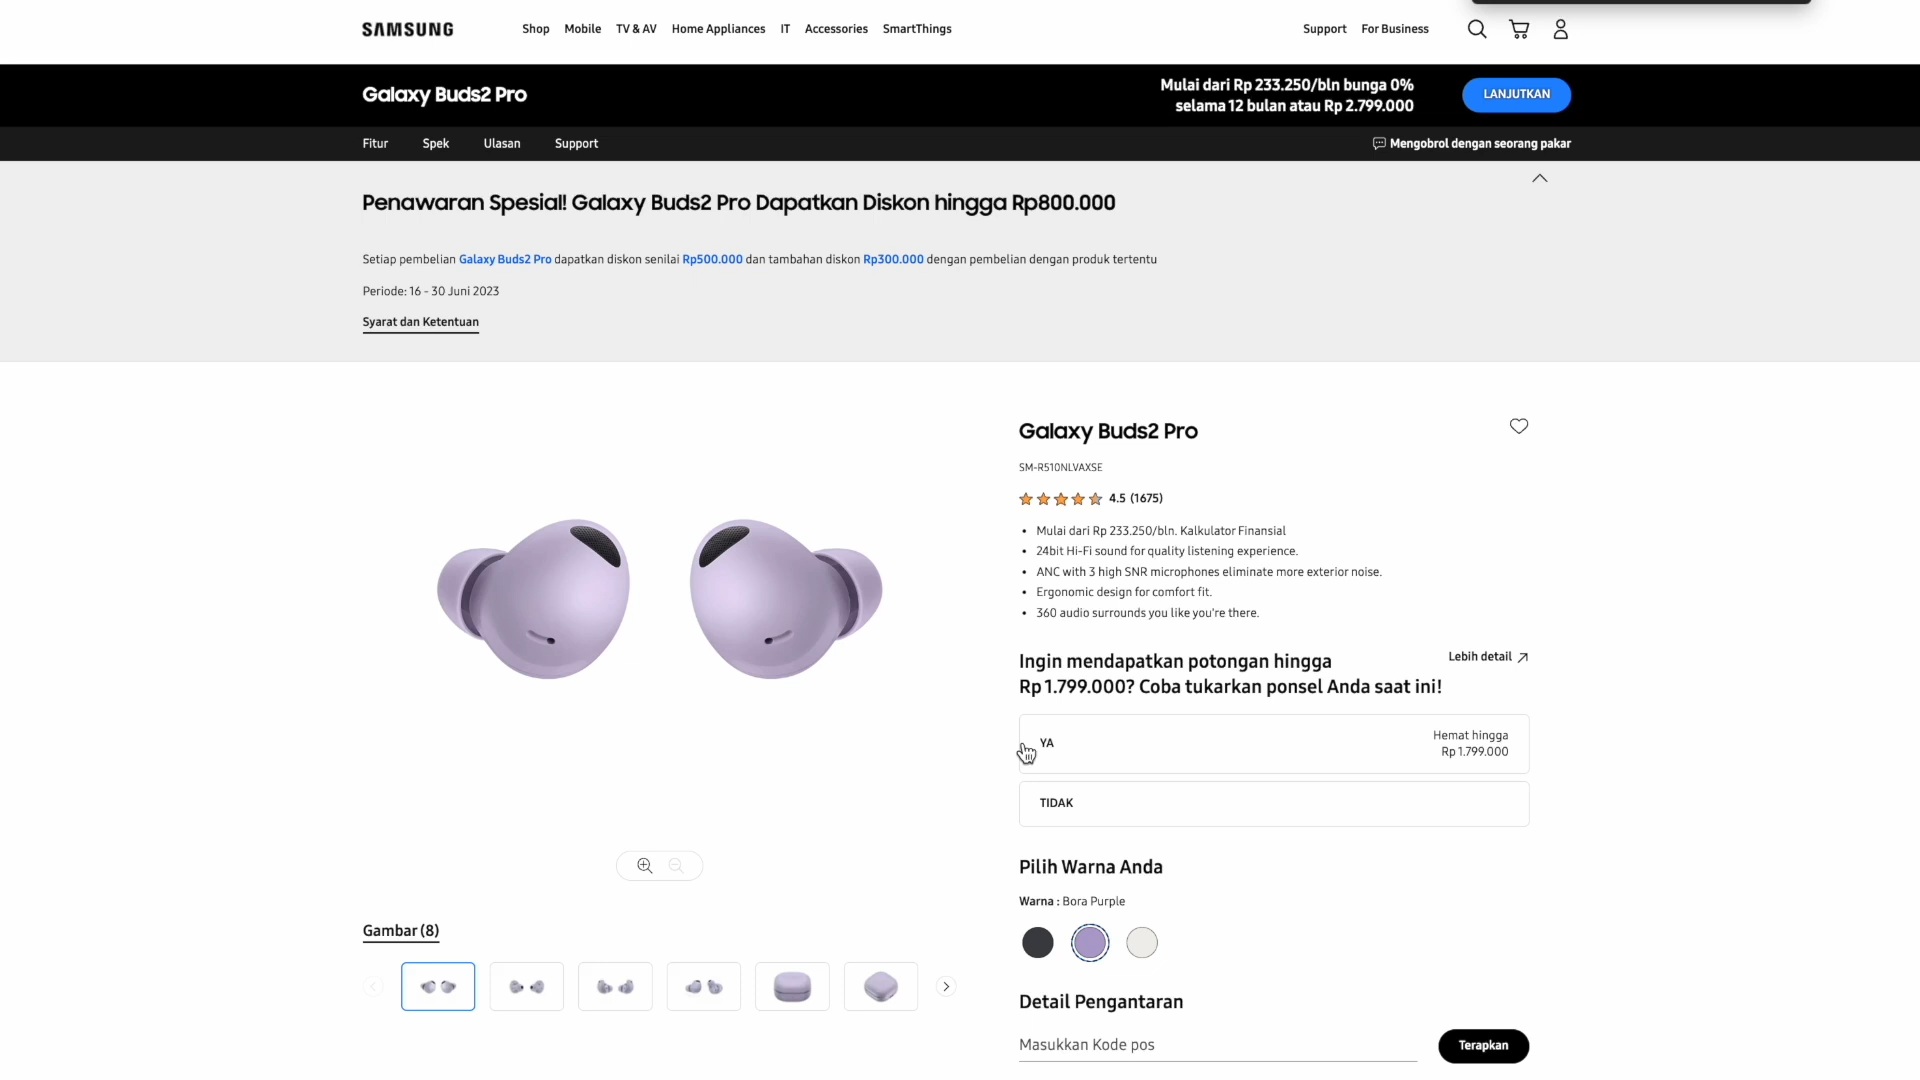 SAMSUNG
Shop Mobile TV & AV Home Appliances IT Accessories SmartThings
Support For Business
Galaxy Buds2 Pro
Mulai dari Rp 233.250/bln bunga 0%
selama 12 bulan atau Rp 2.799.000
LANJUTKAN
Fitur Spek Ulasan Support
Mengobrol dengan seorang pakar
Penawaran Spesial! Galaxy Buds2 Pro Dapatkan Diskon hingga Rp800.000
Setiap pembelian Galaxy Buds2 Pro dapatkan diskon senilai Rp500.000 dan tambahan diskon Rp300.000 dengan pembelian dengan produk tertentu
Periode: 16 - 30 Juni 2023
Syarat dan Ketentuan
Galaxy Buds2 Pro
SM-R510NLVAXSE
4.5 (1675)
• Mulai dari Rp 233.250/bln. Kalkulator Finansial
• 24bit Hi-Fi sound for quality listening experience.
• ANC with 3 high SNR microphones eliminate more exterior noise.
• Ergonomic design for comfort fit.
• 360 audio surrounds you like you're there.
Ingin mendapatkan potongan hingga
Rp 1.799.000? Coba tukarkan ponsel Anda saat ini!
Lebih detail
YA
Hemat hingga
Rp 1.799.000
TIDAK
Pilih Warna Anda
Warna : Bora Purple
Gambar (8)
Detail Pengantaran
Masukkan Kode pos
Terapkan